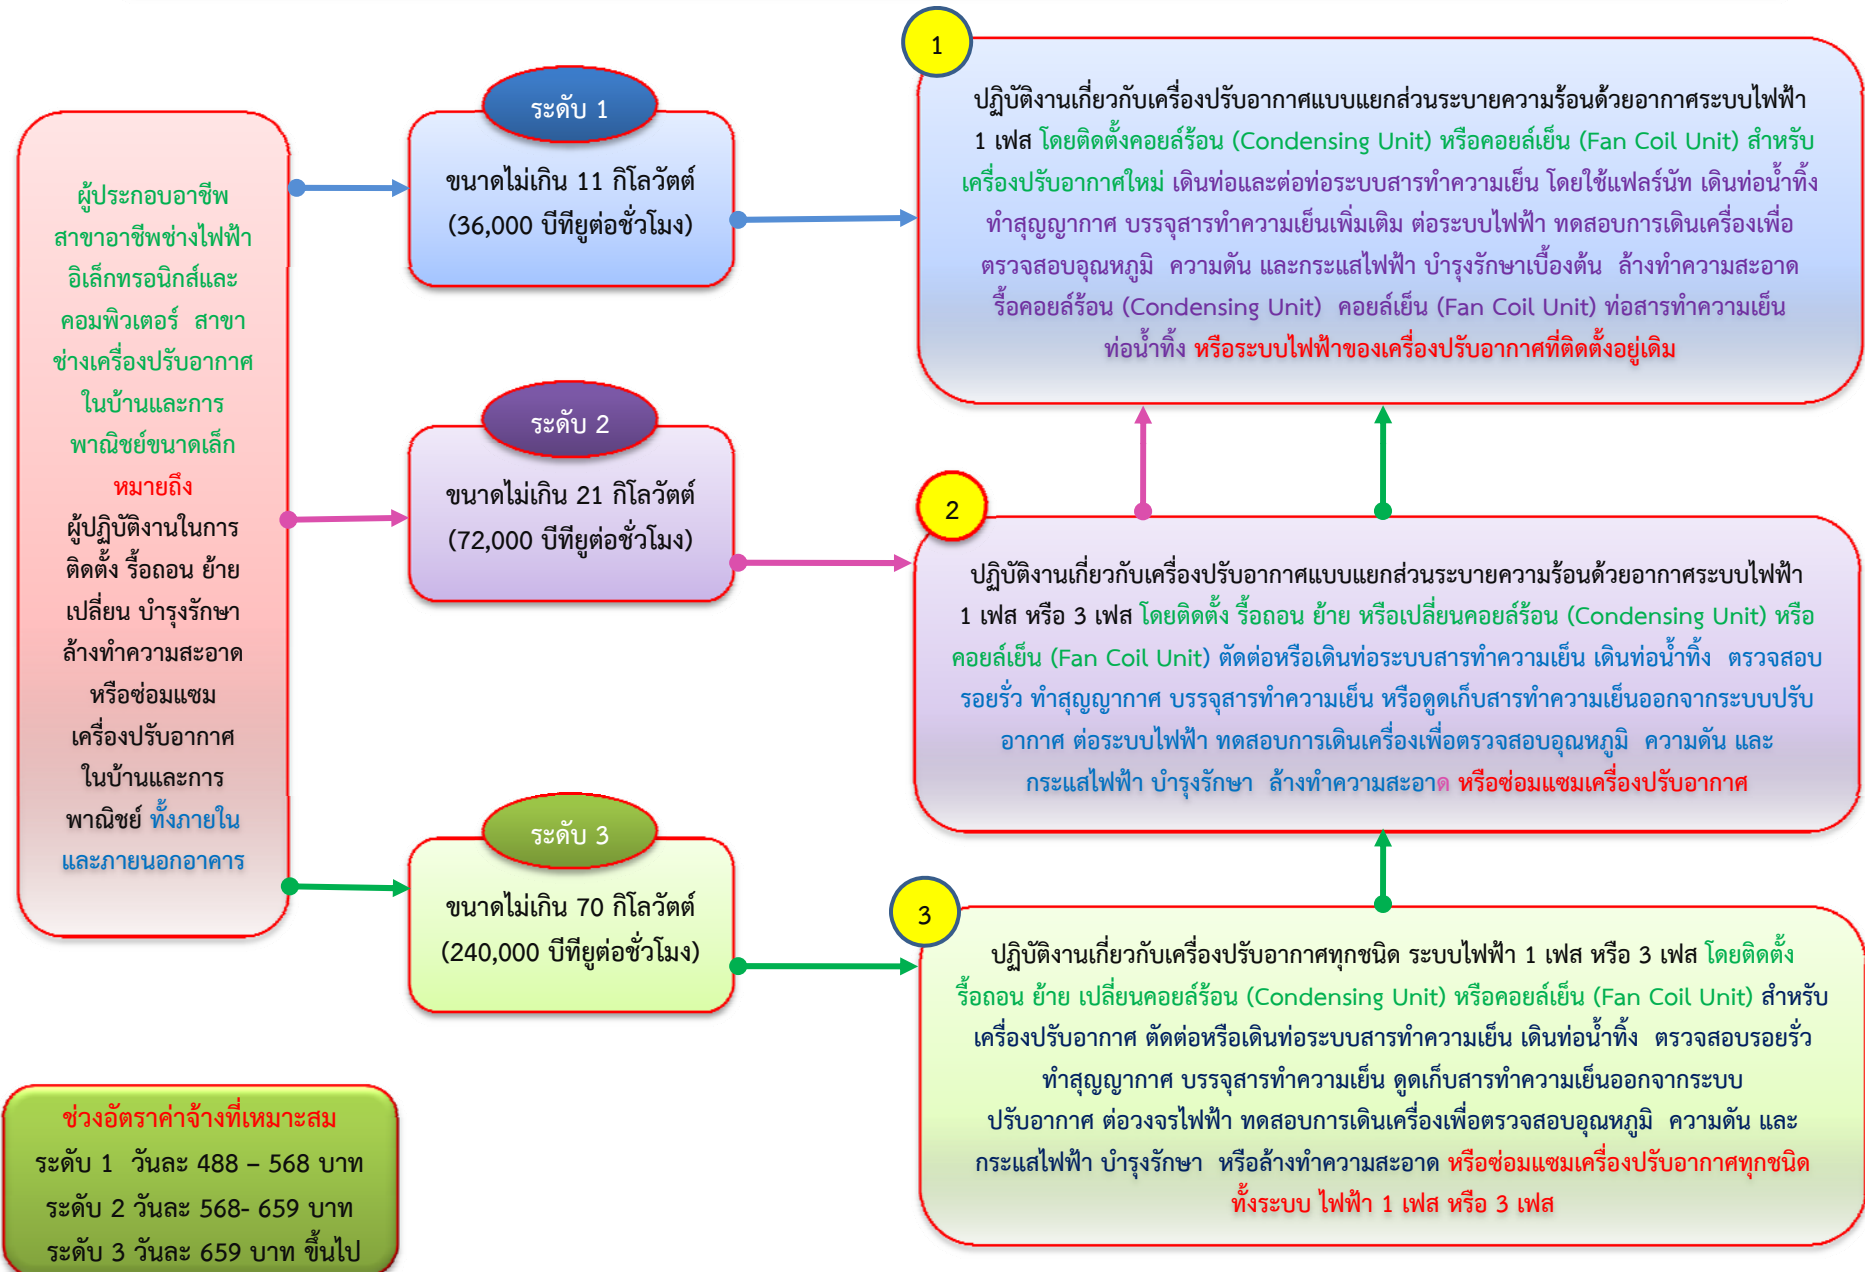 ผู้ประกอบอาชีพ
สาขาอาชีพช่างไฟฟ้า
อิเล็กทรอนิกส์และ
คอมพิวเตอร์ สาขา
ช่างเครื่องปรับอากาศ
ในบ้านและการ
พาณิชย์ขนาดเล็ก
หมายถึง
ผู้ปฏิบัติงานในการ
ติดตั้ง รื้อถอน ย้าย
เปลี่ยน บำรุงรักษา
ล้างทำความสะอาด
หรือซ่อมแซม
เครื่องปรับอากาศ
ในบ้านและการ
พาณิชย์ ทั้งภายใน
และภายนอกอาคาร
ระดับ 1
ขนาดไม่เกิน 11 กิโลวัตต์
(36,000 บีทียูต่อชั่วโมง)
1
ปฏิบัติงานเกี่ยวกับเครื่องปรับอากาศแบบแยกส่วนระบายความร้อนด้วยอากาศระบบไฟฟ้า
1 เฟส โดยติดตั้งคอยล์ร้อน (Condensing Unit) หรือคอยล์เย็น (Fan Coil Unit) สำหรับ
เครื่องปรับอากาศใหม่ เดินท่อและต่อท่อระบบสารทำความเย็น โดยใช้แฟลร์นัท เดินท่อน้ำทิ้ง
ทำสุญญากาศ บรรจุสารทำความเย็นเพิ่มเติม ต่อระบบไฟฟ้า ทดสอบการเดินเครื่องเพื่อ
ตรวจสอบอุณหภูมิ ความดัน และกระแสไฟฟ้า บำรุงรักษาเบื้องต้น ล้างทำความสะอาด
รื้อคอยล์ร้อน (Condensing Unit) คอยล์เย็น (Fan Coil Unit) ท่อสารทำความเย็น
ท่อน้ำทิ้ง หรือระบบไฟฟ้าของเครื่องปรับอากาศที่ติดตั้งอยู่เดิม
ระดับ 2
ขนาดไม่เกิน 21 กิโลวัตต์
(72,000 บีทียูต่อชั่วโมง)
2
ปฏิบัติงานเกี่ยวกับเครื่องปรับอากาศแบบแยกส่วนระบายความร้อนด้วยอากาศระบบไฟฟ้า
1 เฟส หรือ 3 เฟส โดยติดตั้ง รื้อถอน ย้าย หรือเปลี่ยนคอยล์ร้อน (Condensing Unit) หรือ
คอยล์เย็น (Fan Coil Unit) ตัดต่อหรือเดินท่อระบบสารทำความเย็น เดินท่อน้ำทิ้ง ตรวจสอบ
รอยรั่ว ทำสุญญากาศ บรรจุสารทำความเย็น หรือดูดเก็บสารทำความเย็นออกจากระบบปรับ
อากาศ ต่อระบบไฟฟ้า ทดสอบการเดินเครื่องเพื่อตรวจสอบอุณหภูมิ ความดัน และ
กระแสไฟฟ้า บำรุงรักษา ล้างทำความสะอาด หรือซ่อมแซมเครื่องปรับอากาศ
ระดับ 3
ขนาดไม่เกิน 70 กิโลวัตต์
(240,000 บีทียูต่อชั่วโมง)
3
ปฏิบัติงานเกี่ยวกับเครื่องปรับอากาศทุกชนิด ระบบไฟฟ้า 1 เฟส หรือ 3 เฟส โดยติดตั้ง
รื้อถอน ย้าย เปลี่ยนคอยล์ร้อน (Condensing Unit) หรือคอยล์เย็น (Fan Coil Unit) สำหรับ
เครื่องปรับอากาศ ตัดต่อหรือเดินท่อระบบสารทำความเย็น เดินท่อน้ำทิ้ง ตรวจสอบรอยรั่ว
ทำสุญญากาศ บรรจุสารทำความเย็น ดูดเก็บสารทำความเย็นออกจากระบบ
ปรับอากาศ ต่อวงจรไฟฟ้า ทดสอบการเดินเครื่องเพื่อตรวจสอบอุณหภูมิ ความดัน และ
กระแสไฟฟ้า บำรุงรักษา หรือล้างทำความสะอาด หรือซ่อมแซมเครื่องปรับอากาศทุกชนิด
ทั้งระบบ ไฟฟ้า 1 เฟส หรือ 3 เฟส
ช่วงอัตราค่าจ้างที่เหมาะสม
ระดับ 1 วันละ 488 – 568 บาท
ระดับ 2 วันละ 568- 659 บาท
ระดับ 3 วันละ 659 บาท ขึ้นไป